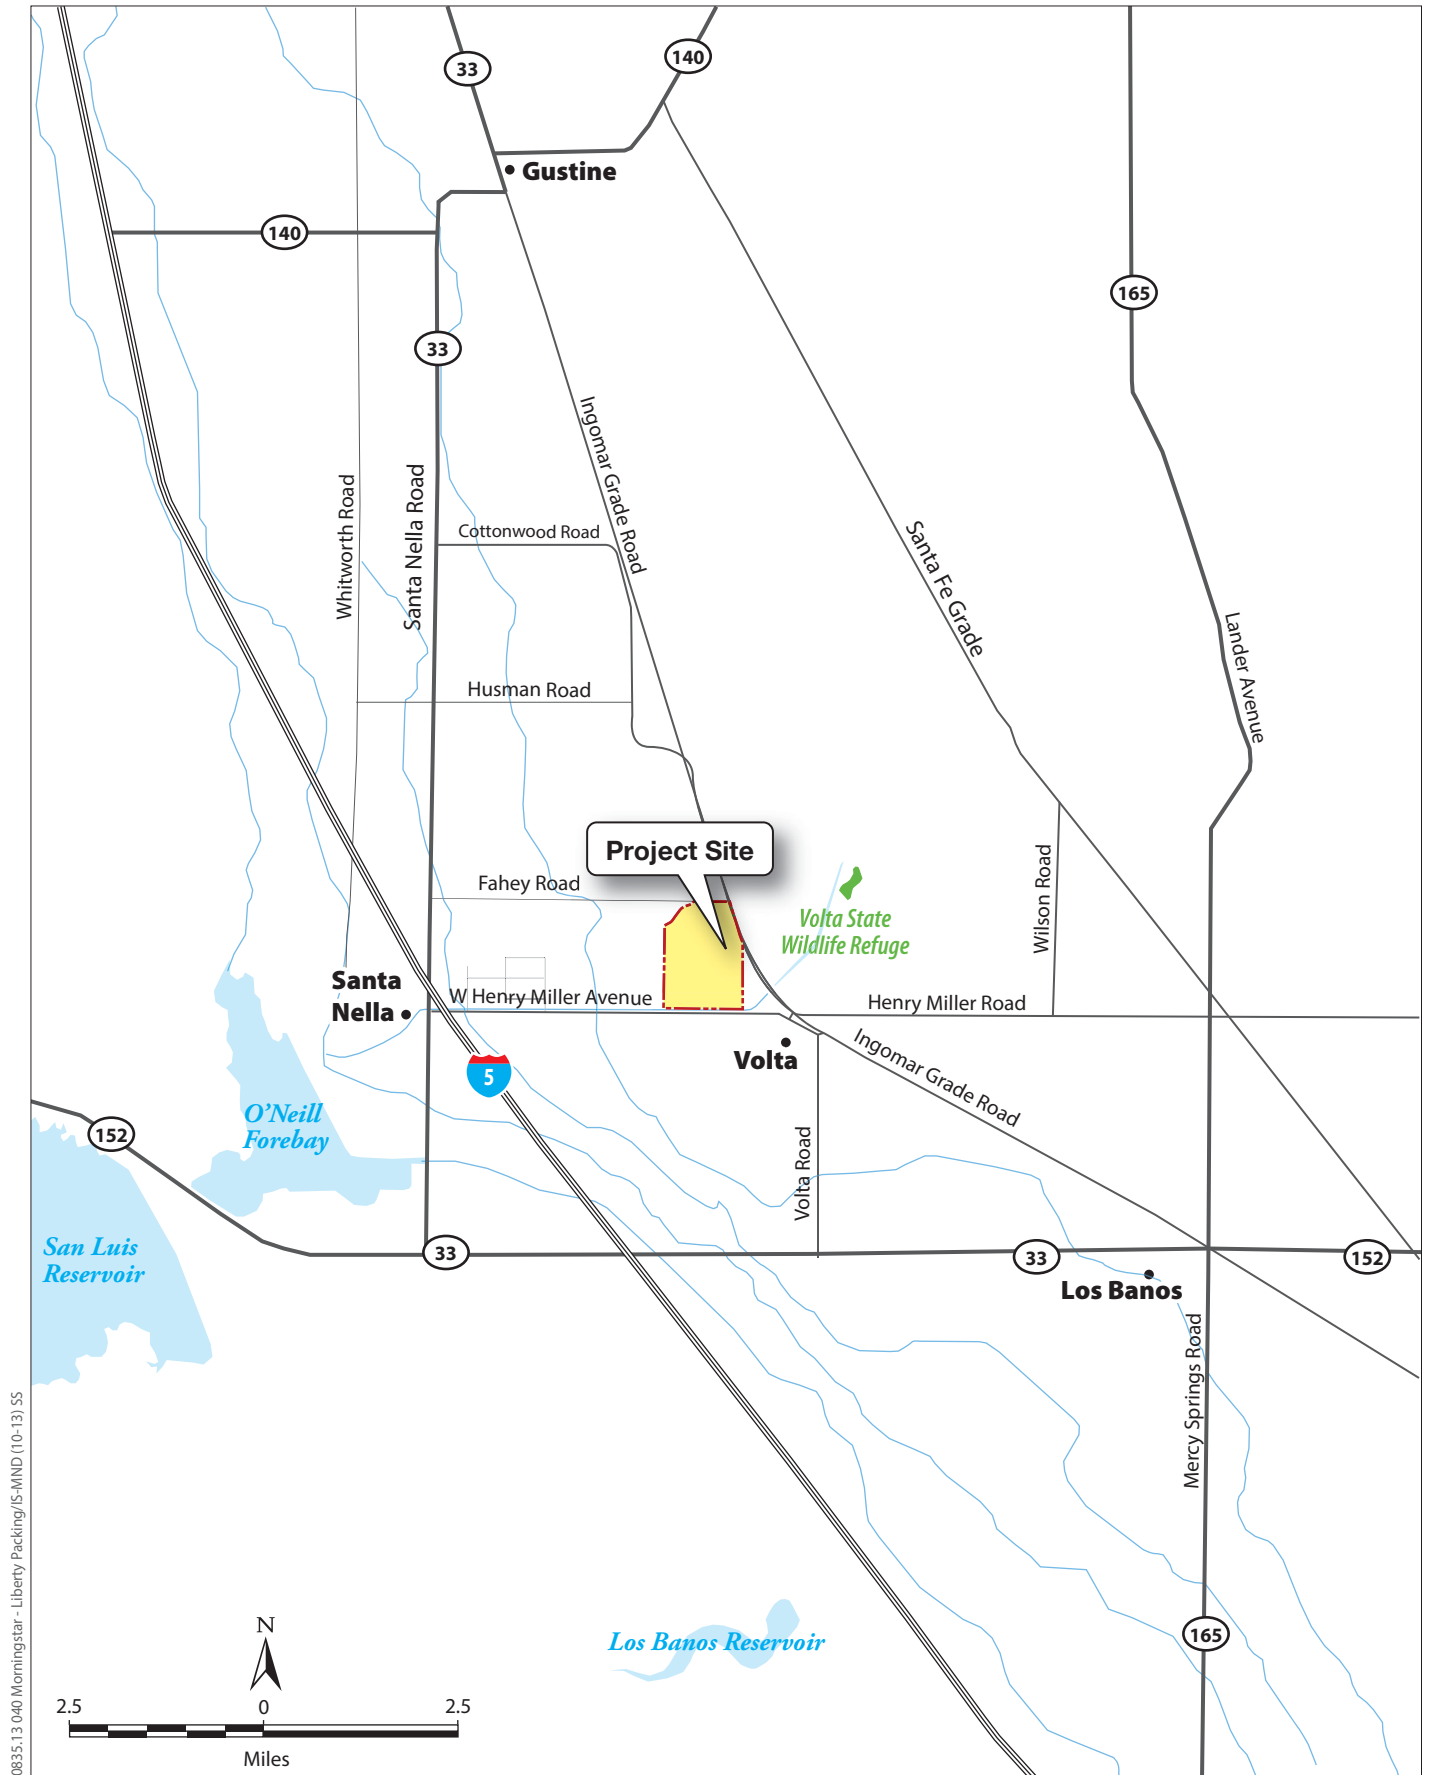 33
140
Gustine
140
165
33
Ingomar Grade Road
Whitworth Road
Santa Nella Road
Cottonwood Road
Santa Fe Grade
Lander Avenue
Husman Road
Project Site
Fahey Road
Wilson Road
Volta State
Wildlife Refuge
Santa
Nella
W Henry Miller Avenue
Henry Miller Road
Volta
Ingomar Grade Road
5
O'Neill
Forebay
152
Volta Road
San Luis
Reservoir
33
33
152
Los Banos
Mercy Springs Road
Los Banos Reservoir
165
N
2.5
0
2.5
Miles
0835.13 040 Morningstar - Liberty Packing/IS-MND (10-13) SS